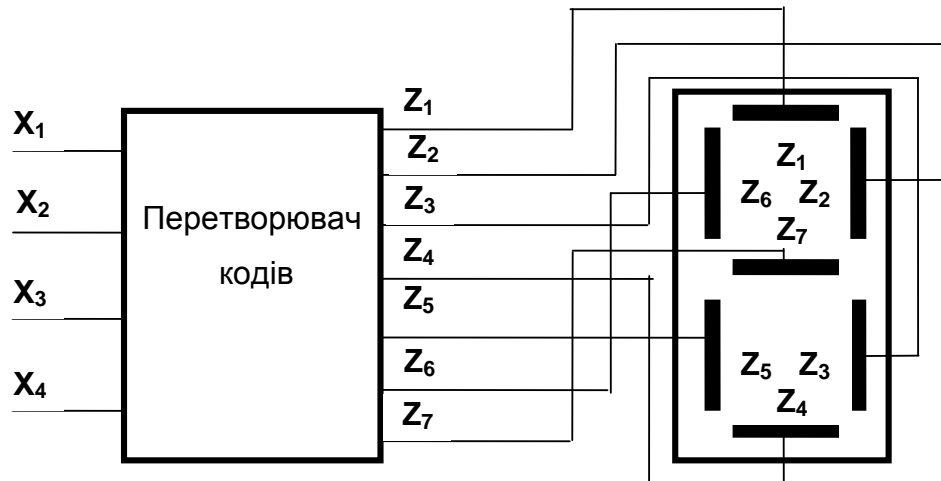 X₁
X₂
X₃
X₄
Перетворювач
кодів
Z₁
Z₂
Z₃
Z₄
Z₅
Z₆
Z₇
Z₁
Z₆ Z₂
Z₇
Z₅ Z₃
Z₄